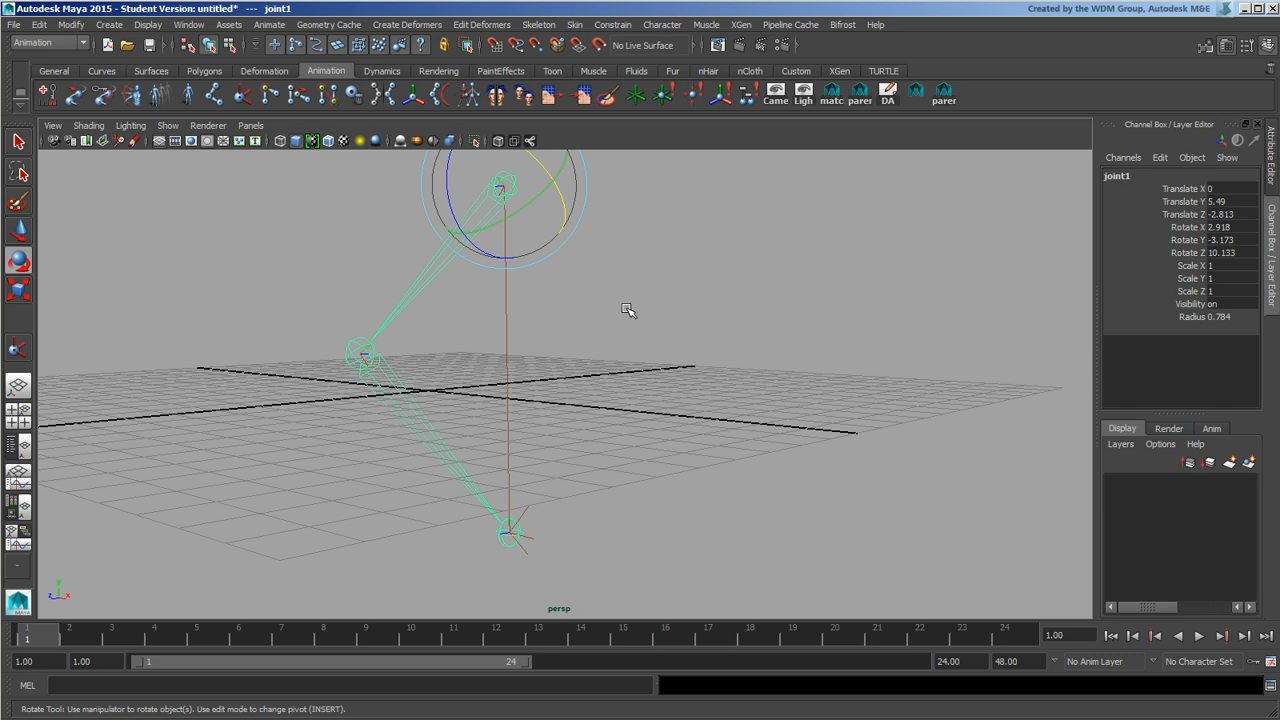 Autodesk Maya 2015 - Student Version: untitled* --- joint1
Created by the WDM Group, Autodesk M&E
File Edit Modify Create Display Window Assets Animate Geometry Cache Create Deformers Edit Deformers Skeleton Skin Constrain Character Muscle XGen Pipeline Cache Bifrost Help
Animation
No Live Surface
General Curves Surfaces Polygons Deformation Animation Dynamics Rendering PaintEffects Toon Muscle Fluids Fur nHair nCloth Custom XGen TURTLE
Came Ligh matc parer DA parer
View Shading Lighting Show Renderer Panels
Channel Box / Layer Editor
Channels Edit Object Show
joint1
Translate X 0
Translate Y 5.49
Translate Z -2.813
Rotate X 2.918
Rotate Y -3.173
Rotate Z 10.133
Scale X 1
Scale Y 1
Scale Z 1
Visibility on
Radius 0.784
Attribute Editor
Channel Box / Layer Editor
Display Render Anim
Layers Options Help
y
z x
persp
MAYA
1 2 3 4 5 6 7 8 9 10 11 12 13 14 15 16 17 18 19 20 21 22 23 24
1
1.00
1.00 1.00 1 24 24.00 48.00 No Anim Layer No Character Set
MEL
Rotate Tool: Use manipulator to rotate object(s). Use edit mode to change pivot (INSERT).